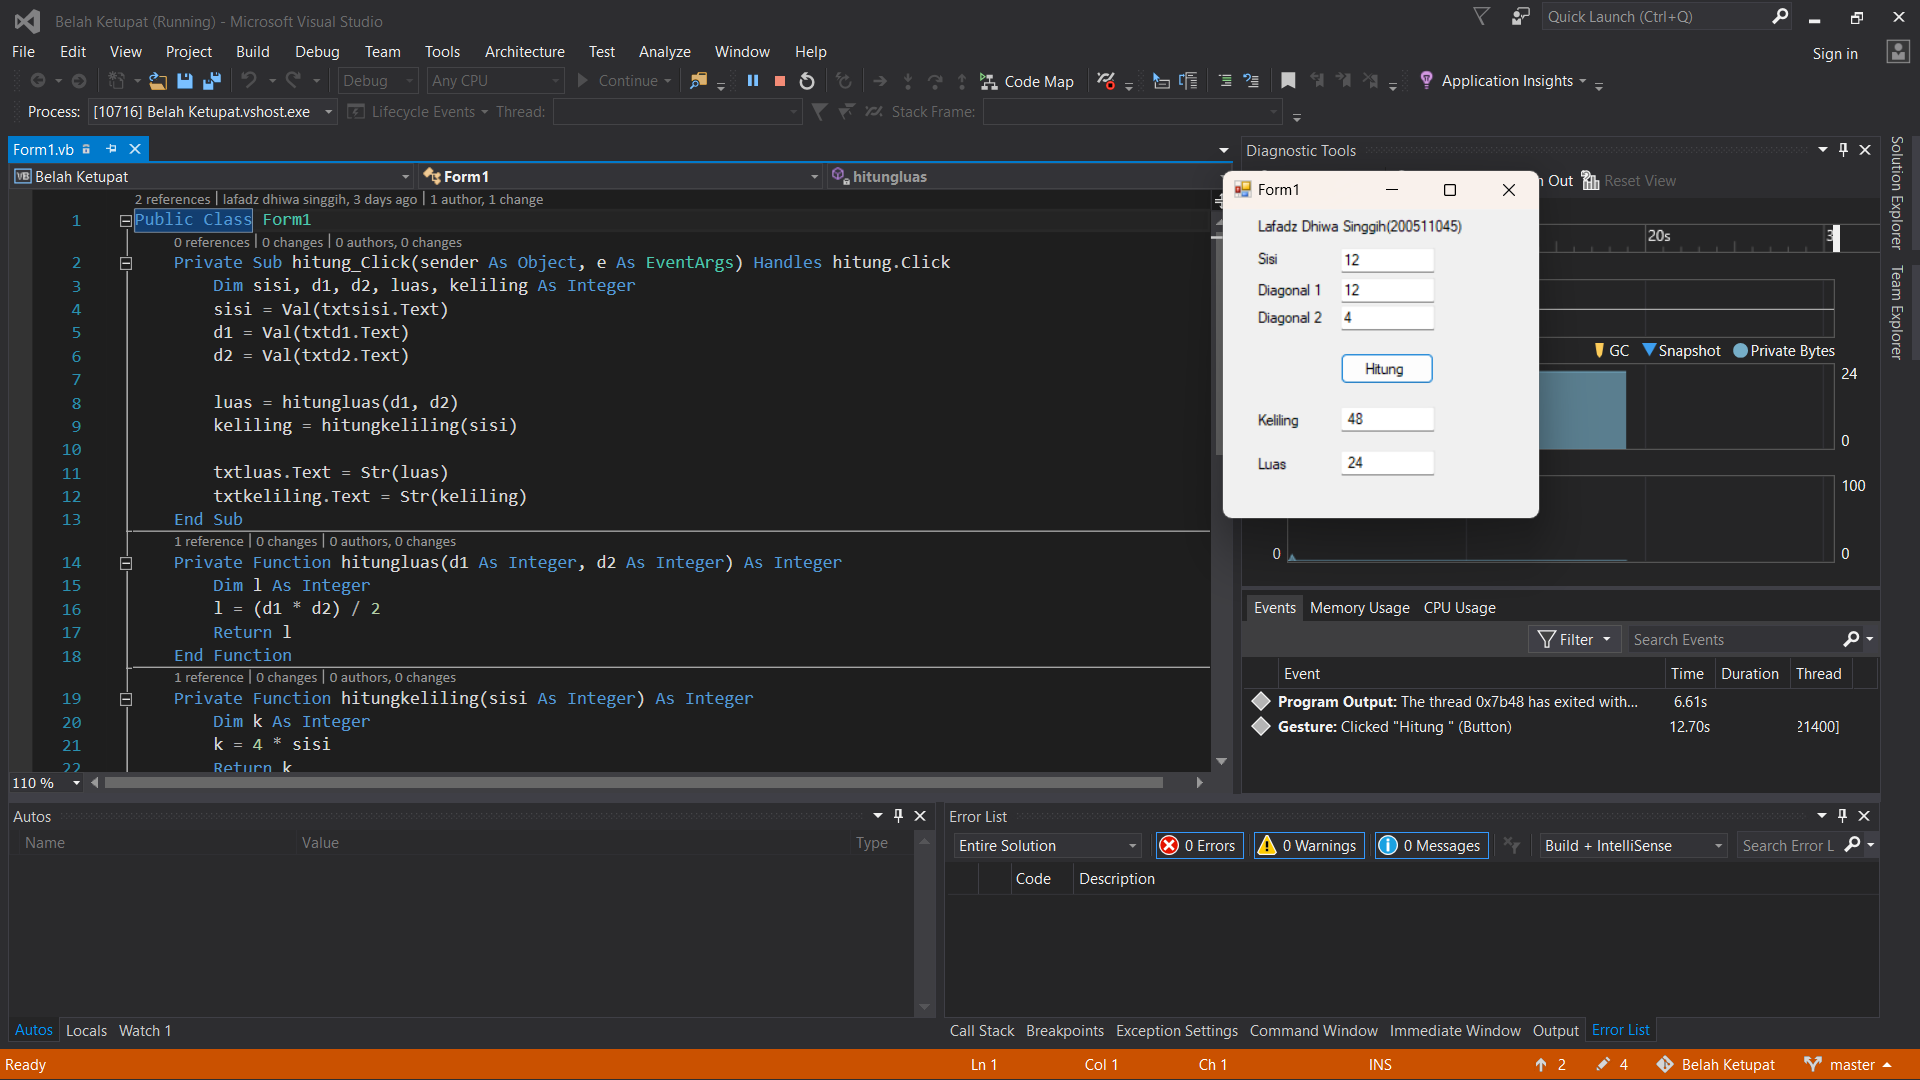 Belah Ketupat (Running) - Microsoft Visual Studio
Quick Launch (Ctrl+Q)
File Edit View Project Build Debug Team Tools Architecture Test Analyze Window Help
Sign in
Debug Any CPU Continue Code Map Application Insights
Process: [10716] Belah Ketupat.vshost.exe Lifecycle Events Thread: Stack Frame:
Form1.vb
VB Belah Ketupat Form1 hitungluas
2 references | lafadz dhiwa singgih, 3 days ago | 1 author, 1 change
1 Public Class Form1
0 references | 0 changes | 0 authors, 0 changes
2 Private Sub hitung_Click(sender As Object, e As EventArgs) Handles hitung.Click
3 Dim sisi, d1, d2, luas, keliling As Integer
4 sisi = Val(txtsisi.Text)
5 d1 = Val(txtd1.Text)
6 d2 = Val(txtd2.Text)
7
8 luas = hitungluas(d1, d2)
9 keliling = hitungkeliling(sisi)
10
11 txtluas.Text = Str(luas)
12 txtkeliling.Text = Str(keliling)
13 End Sub
1 reference | 0 changes | 0 authors, 0 changes
14 Private Function hitungluas(d1 As Integer, d2 As Integer) As Integer
15 Dim l As Integer
16 l = (d1 * d2) / 2
17 Return l
18 End Function
1 reference | 0 changes | 0 authors, 0 changes
19 Private Function hitungkeliling(sisi As Integer) As Integer
20 Dim k As Integer
21 k = 4 * sisi
22 Return k
110 %
Diagnostic Tools
Out Reset View
20s
GC Snapshot Private Bytes
24
0
100
0 0
Form1
Lafadz Dhiwa Singgih(200511045)
Sisi 12
Diagonal 1 12
Diagonal 2 4
Hitung
Keliling 48
Luas 24
Events Memory Usage CPU Usage
Filter Search Events
Event Time Duration Thread
Program Output: The thread 0x7b48 has exited with... 6.61s
Gesture: Clicked "Hitung " (Button) 12.70s 21400]
Solution Explorer
Team Explorer
Autos
Name Value Type
Autos Locals Watch 1
Error List
Entire Solution 0 Errors 0 Warnings 0 Messages Build + IntelliSense Search Error L
Code Description
Call Stack Breakpoints Exception Settings Command Window Immediate Window Output Error List
Ready Ln 1 Col 1 Ch 1 INS 2 4 Belah Ketupat master